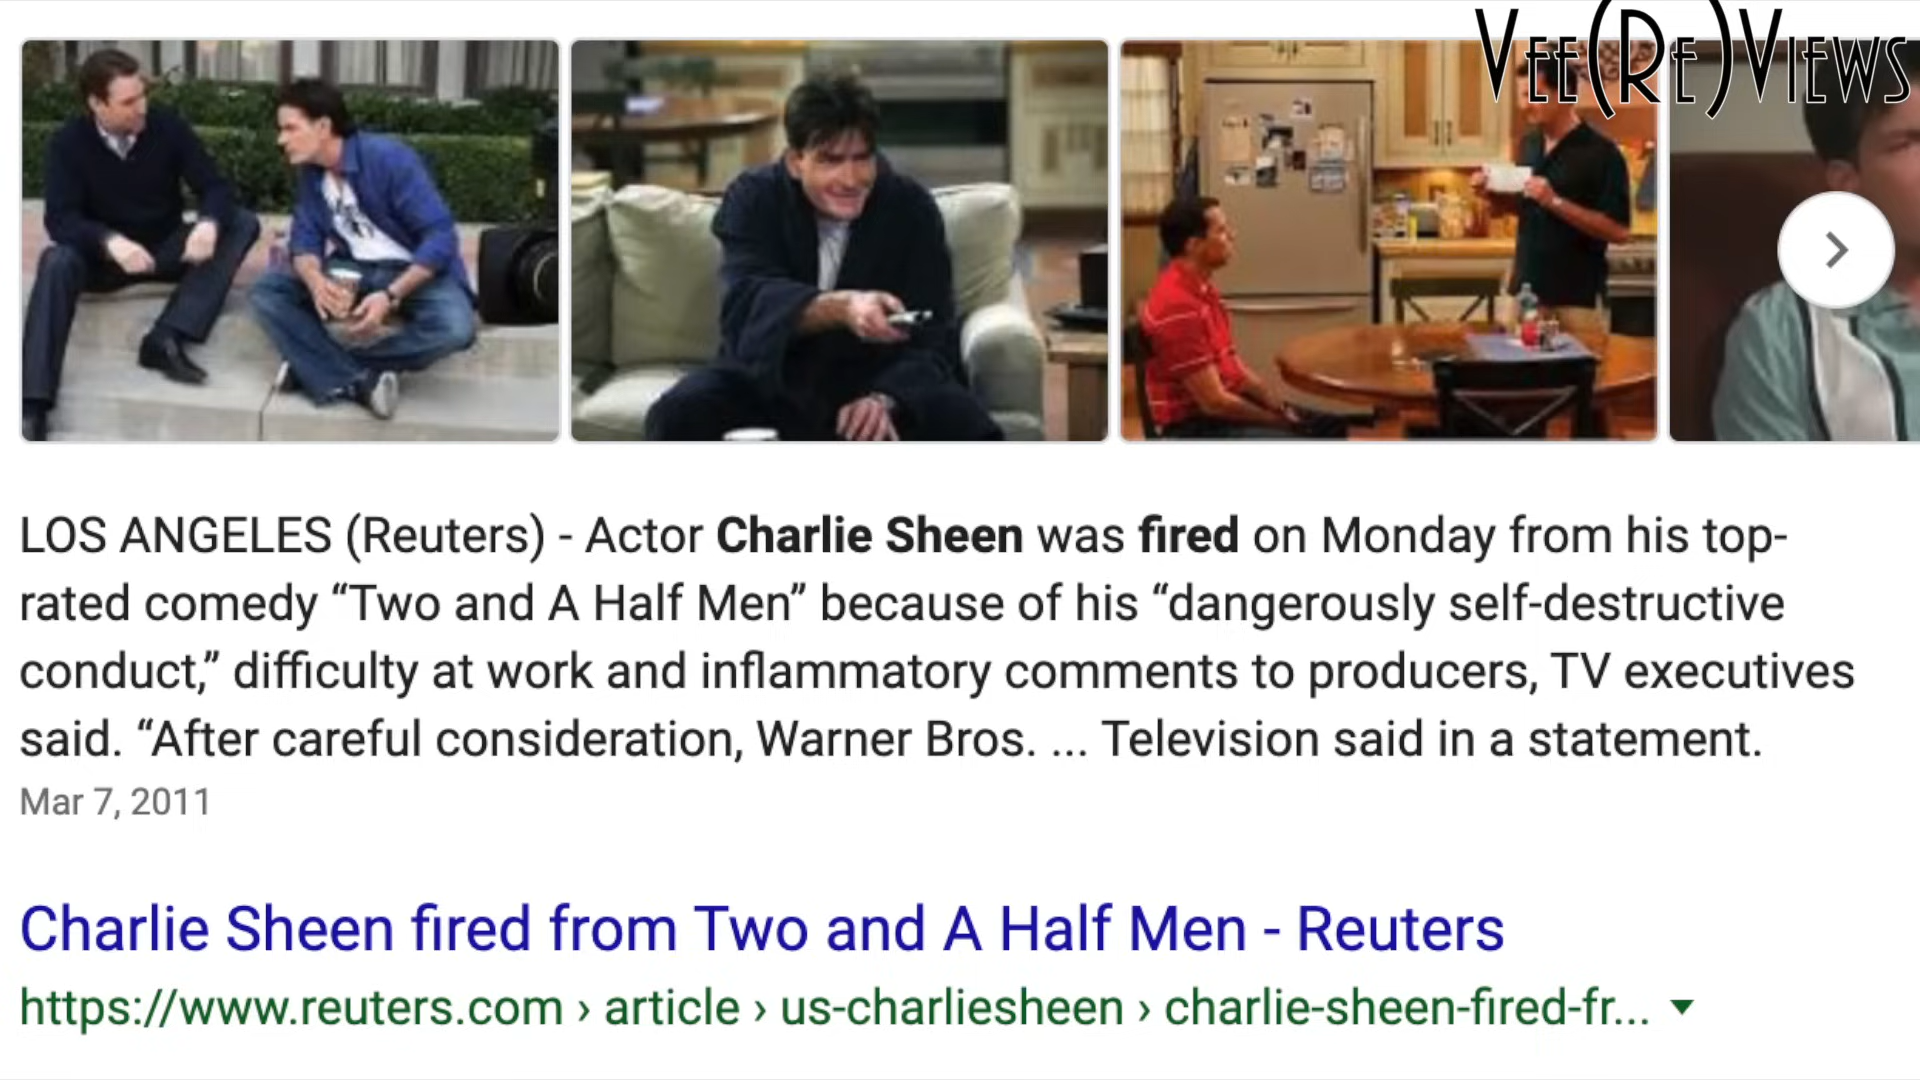 VEE(RE)VIEWS
LOS ANGELES (Reuters) - Actor Charlie Sheen was fired on Monday from his top-
rated comedy “Two and A Half Men” because of his “dangerously self-destructive
conduct,” difficulty at work and inflammatory comments to producers, TV executives
said. “After careful consideration, Warner Bros. ... Television said in a statement.
Mar 7, 2011
Charlie Sheen fired from Two and A Half Men - Reuters
https://www.reuters.com › article › us-charliesheen › charlie-sheen-fired-fr...